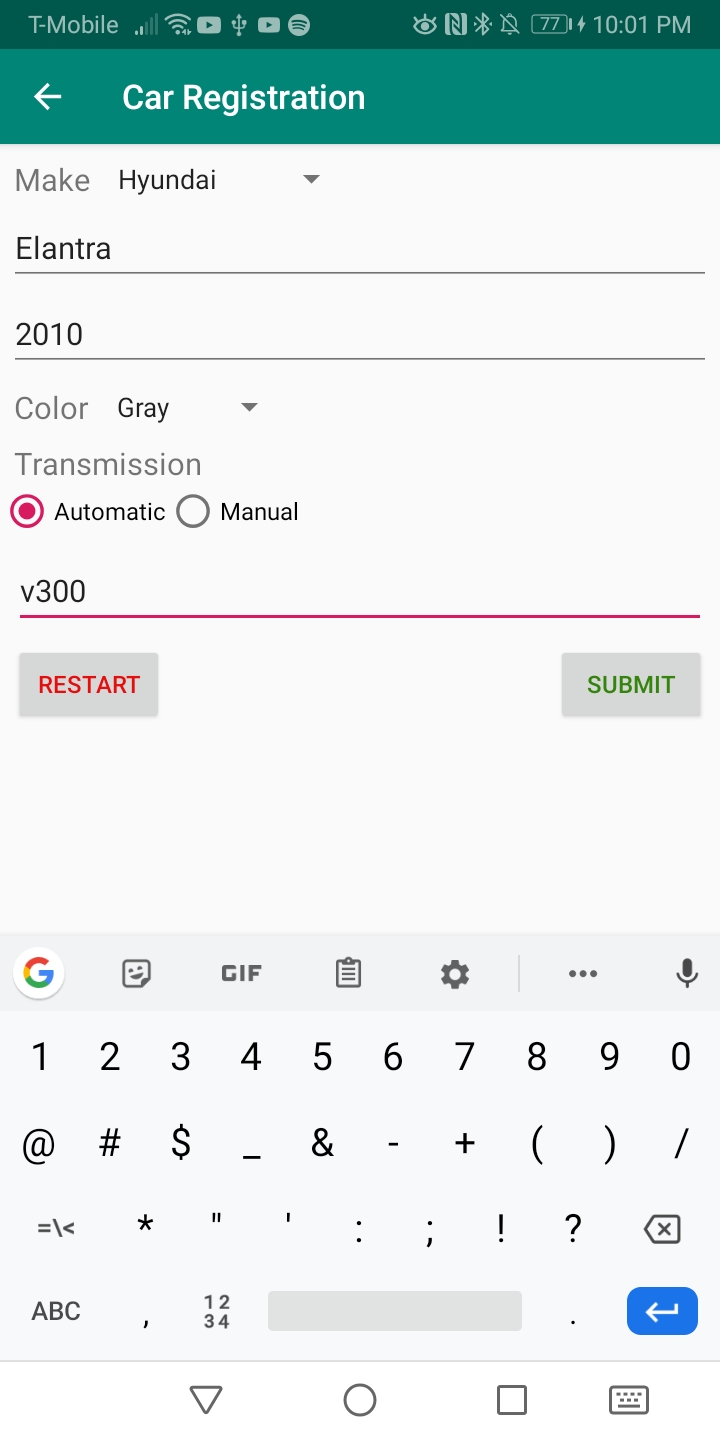 T-Mobile 77 10:01 PM
Car Registration
Make Hyundai
Elantra
2010
Color Gray
Transmission
Automatic Manual
v300
RESTART SUBMIT
G GIF
1 2 3 4 5 6 7 8 9 0
@ # $ _ & - + ( ) /
=\< * " ' : ; ! ?
ABC , 12 34 .